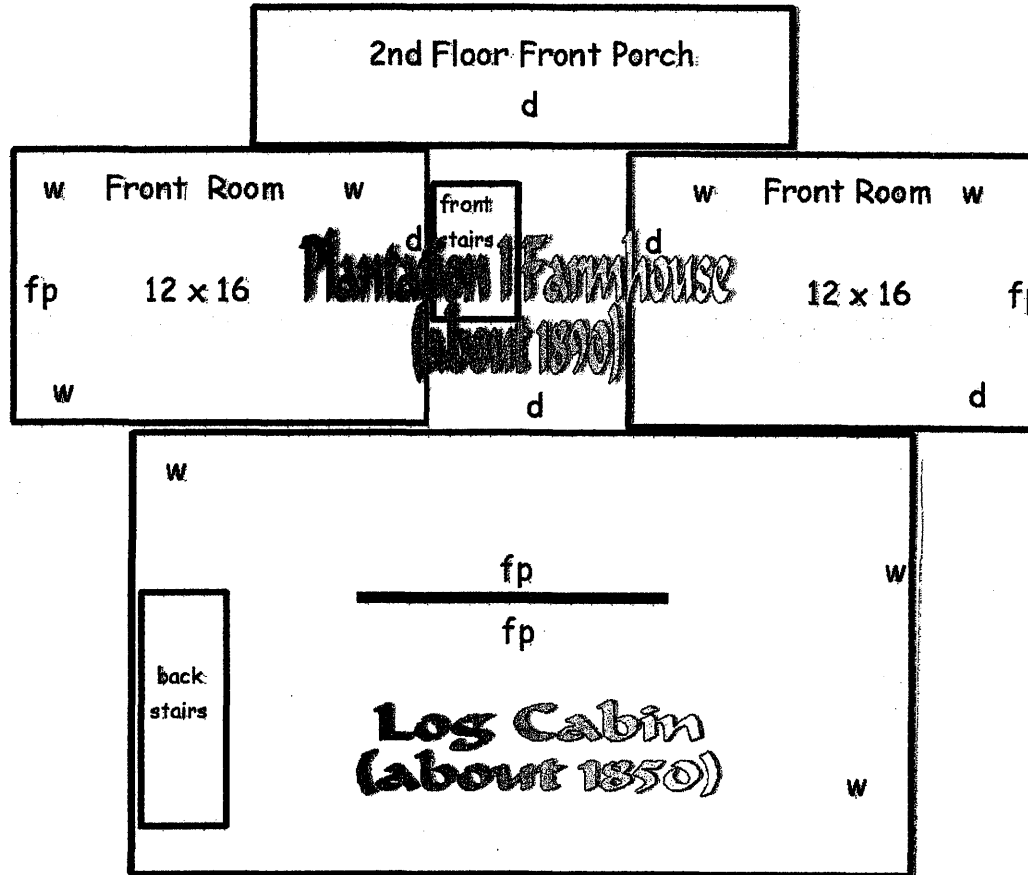 2nd Floor Front Porch
d
w Front Room w
w Front Room w
front
stairs
d
d
fp 12 x 16
12 x 16 fp
Plantation 1 Farmhouse
(about 1890)
w
d
d
w
fp
fp
w
back
stairs
Log Cabin
(about 1850)
w